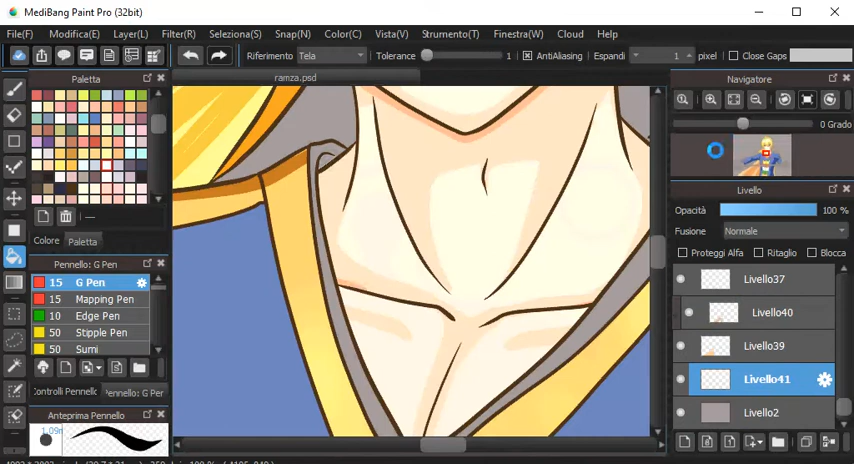 MediBang Paint Pro (32bit)
File(F) Modifica(E) Layer(L) Filter(R) Seleziona(S) Snap(N) Color(C) Vista(V) Strumento(T) Finestra(W) Cloud Help
Riferimento Tela Tolerance 1 AntiAliasing Espandi 1 pixel Close Gaps
Paletta
ramza.psd
Navigatore
0 Grado
Livello
Opacità 100 %
Fusione Normale
Proteggi Alfa Ritaglio Blocca
Colore Paletta
Pennello: G Pen
15 G Pen
15 Mapping Pen
10 Edge Pen
50 Stipple Pen
50 Sumi
Controlli Pennello Pennello: G Per
Anteprima Pennello
Livello37
Livello40
Livello39
Livello41
Livello2